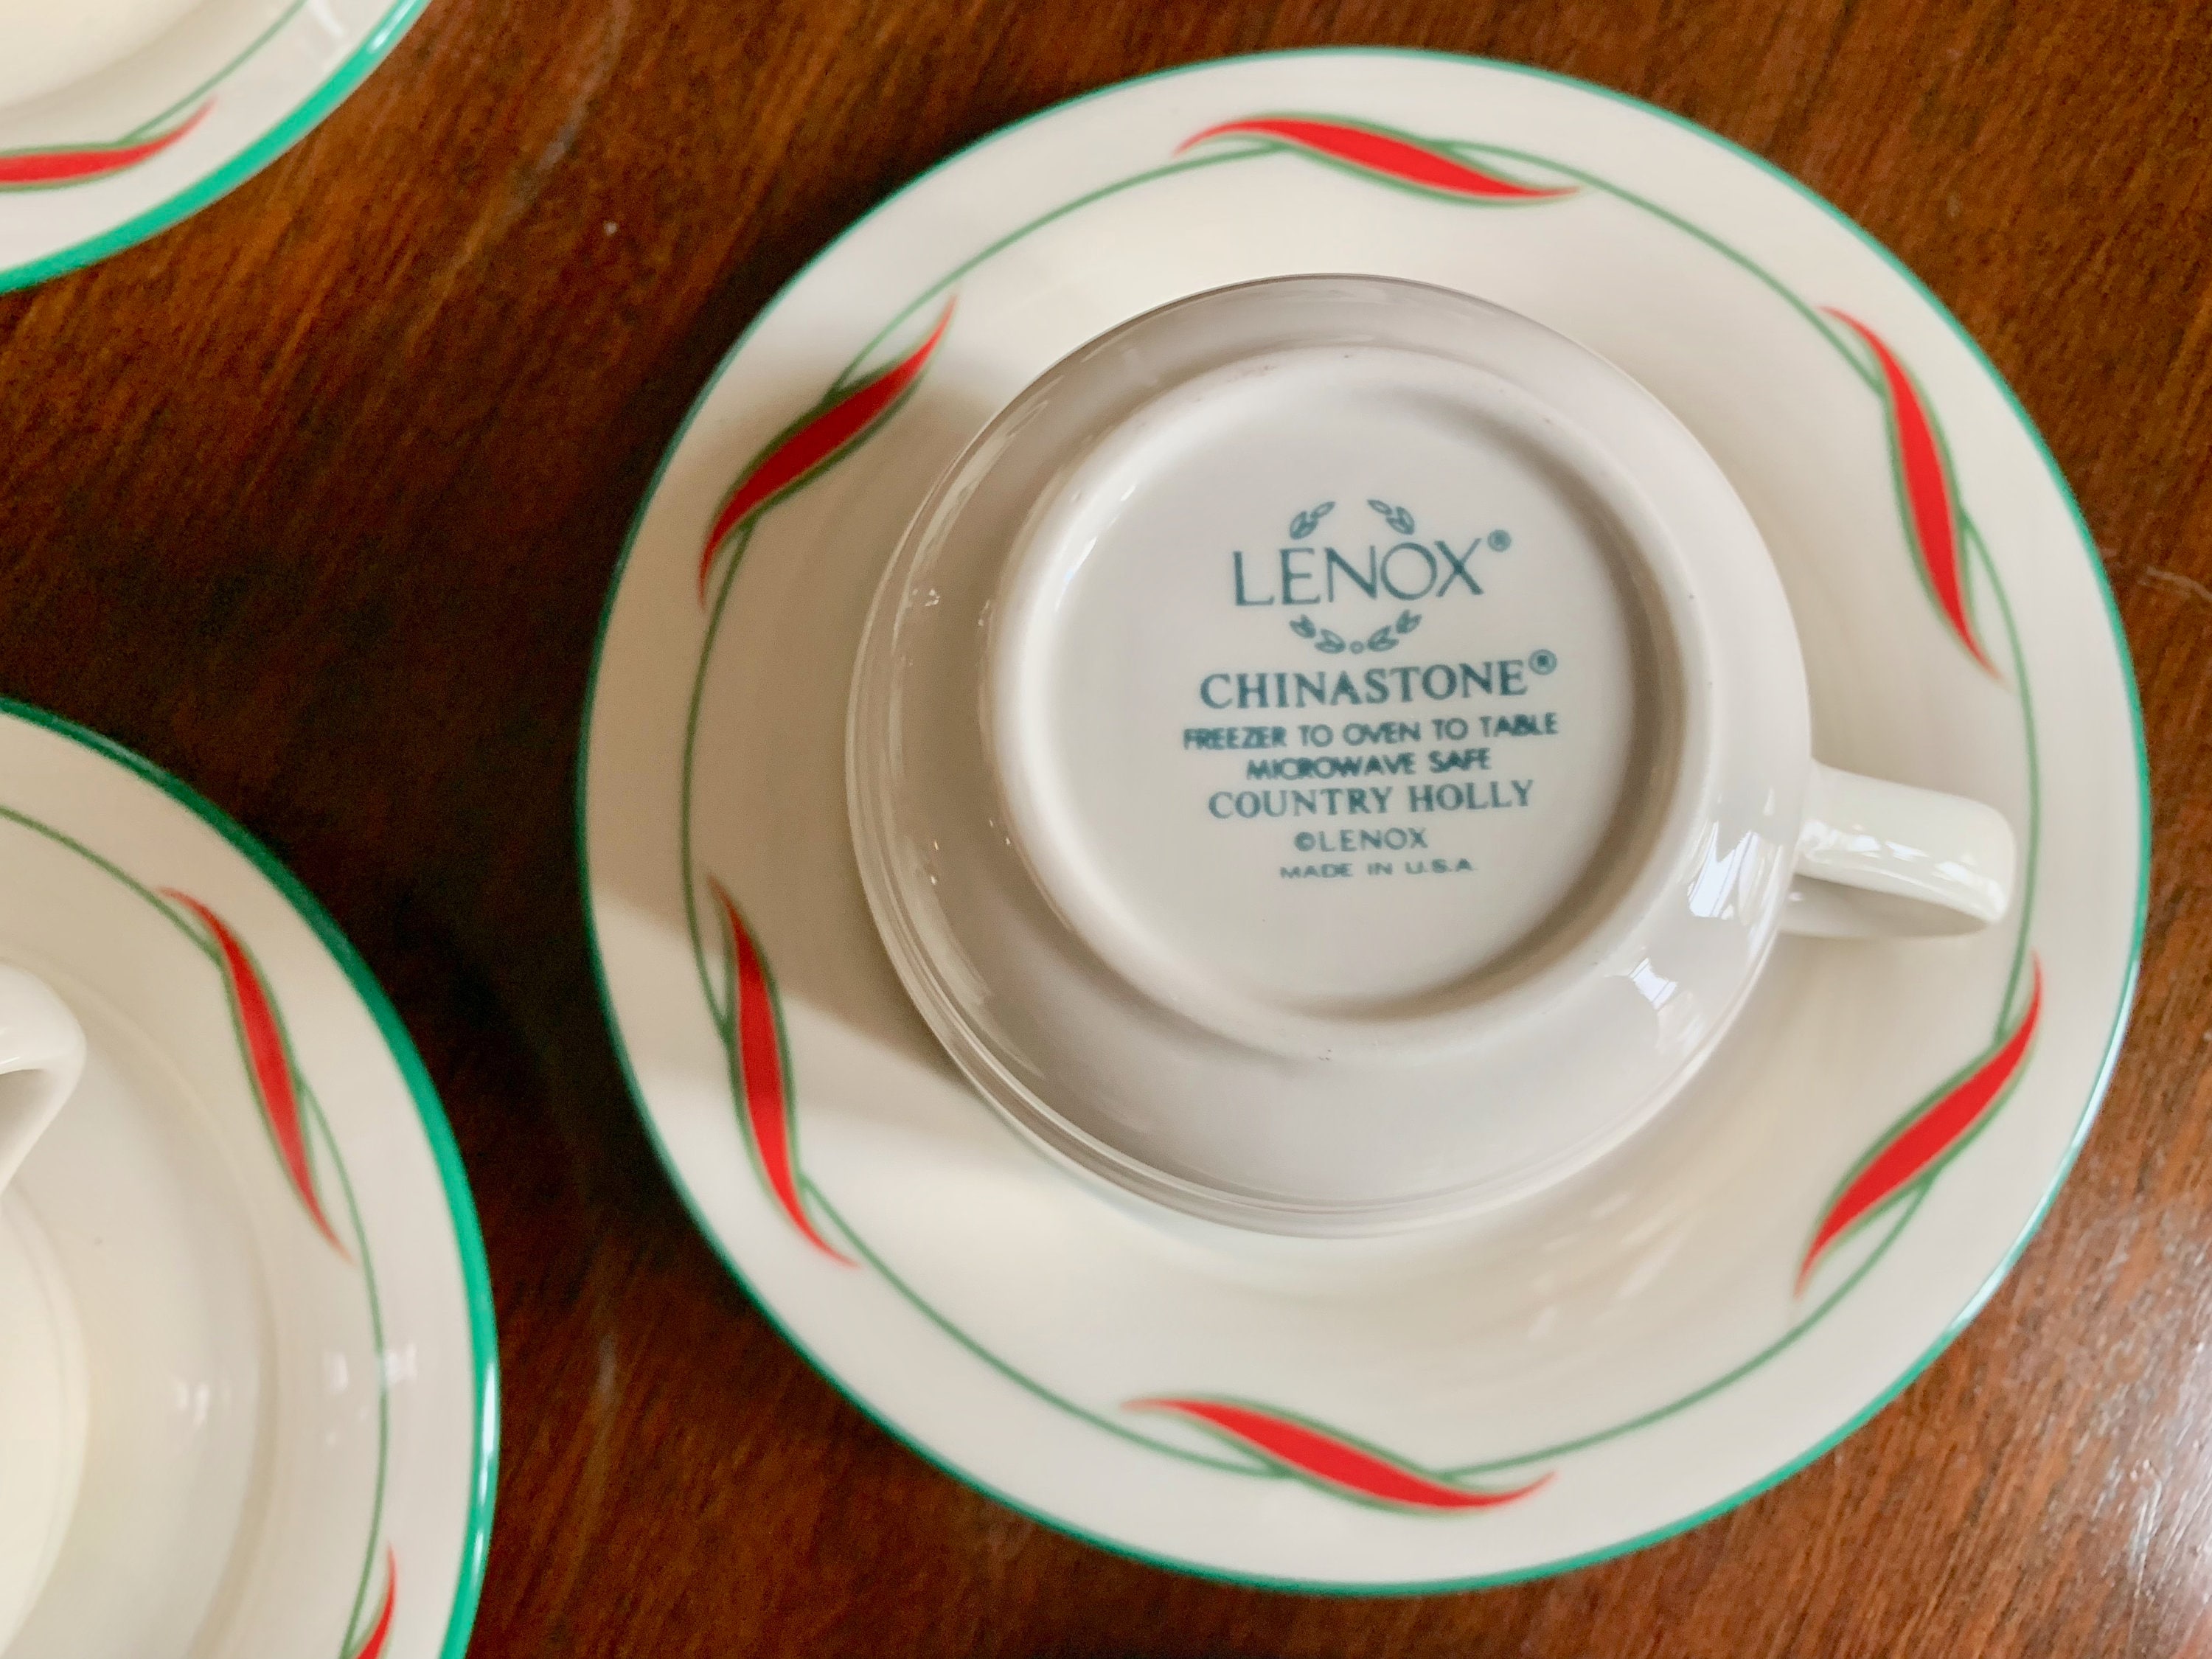 LENOX®
CHINASTONE®
FREEZER TO OVEN TO TABLE
MICROWAVE SAFE
COUNTRY HOLLY
©LENOX
MADE IN U.S.A.